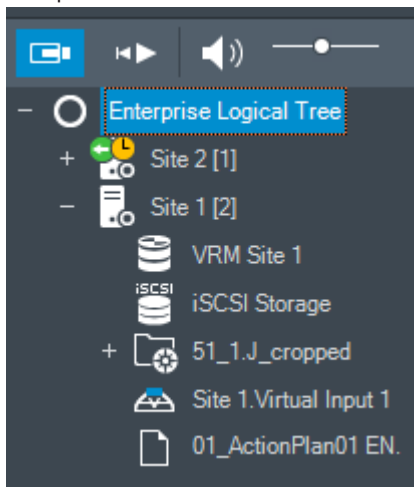 Enterprise Logical Tree
Site 2 [1]
Site 1 [2]
VRM Site 1
iSCSI
iSCSI Storage
51_1.J_cropped
Site 1.Virtual Input 1
01_ActionPlan01 EN.